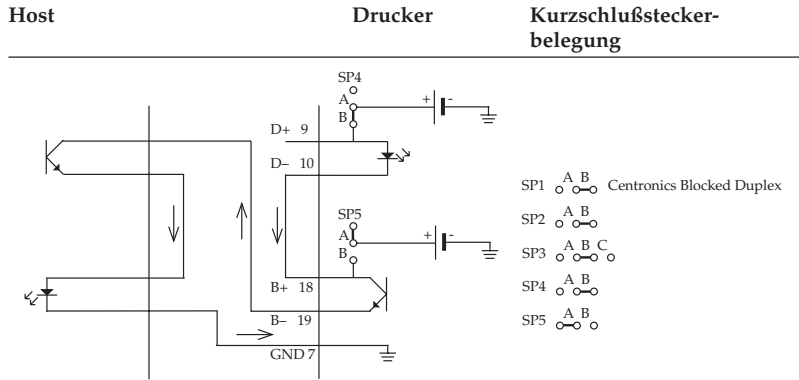 Host Drucker Kurzschlußstecker-
belegung
SP4
A
B
+ -
D+ 9
D– 10
SP5
A
B
+ -
B+ 18
B– 19
GND 7
SP1 A B Centronics Blocked Duplex
SP2 A B
SP3 A B C
SP4 A B
SP5 A B